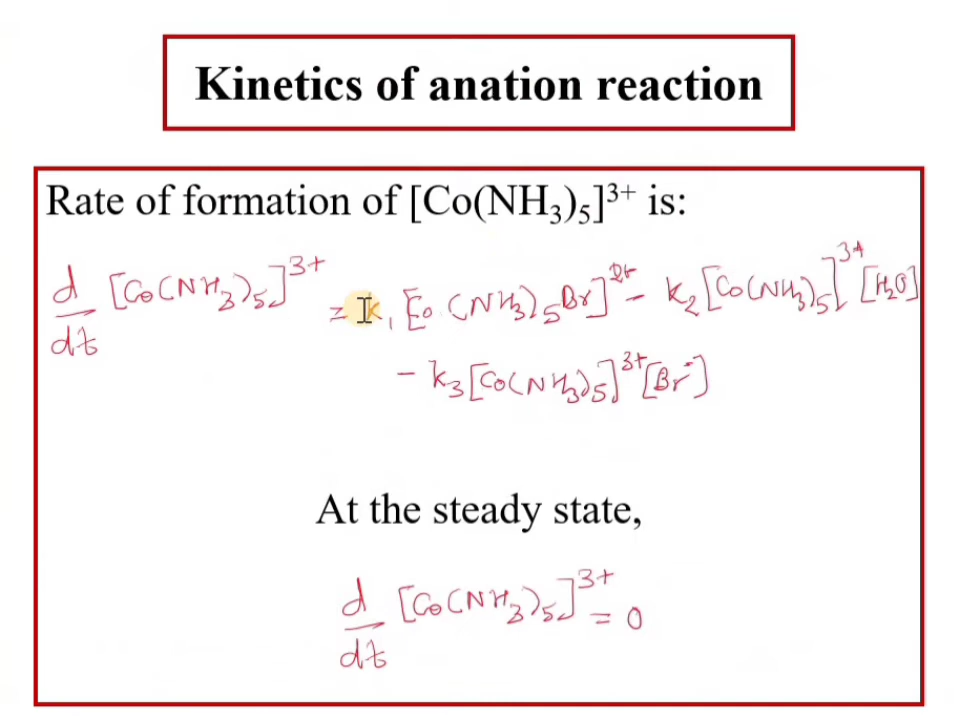 Kinetics of anation reaction
Rate of formation of [Co(NH₃)₅]³⁺ is:
d/dt [Co(NH₃)₅]³⁺ = k₁ [Co(NH₃)₅Br]²⁺ - k₂ [Co(NH₃)₅]³⁺ [H₂O]
- k₃ [Co(NH₃)₅]³⁺ [Br⁻]
At the steady state,
d/dt [Co(NH₃)₅]³⁺ = 0